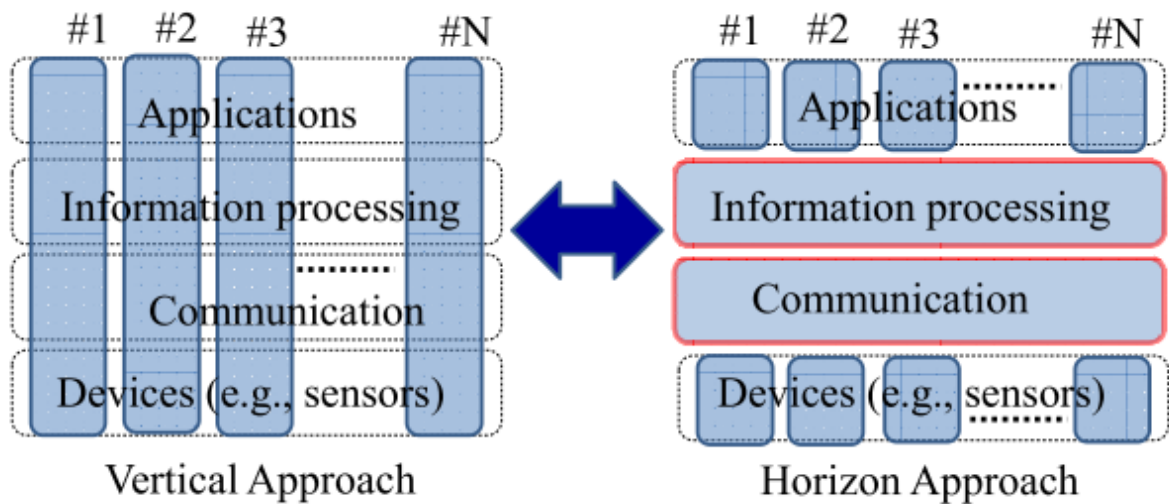 #1 #2 #3 #N
Applications
Information processing
Communication
Devices (e.g., sensors)
Vertical Approach
#1 #2 #3 #N
Applications
Information processing
Communication
Devices (e.g., sensors)
Horizon Approach